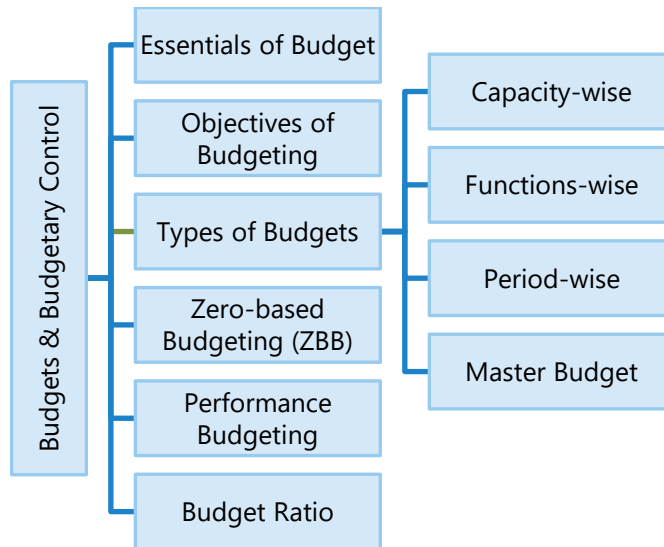 Budgets & Budgetary Control
Essentials of Budget
Objectives of
Budgeting
Types of Budgets
Zero-based
Budgeting (ZBB)
Performance
Budgeting
Budget Ratio
Capacity-wise
Functions-wise
Period-wise
Master Budget